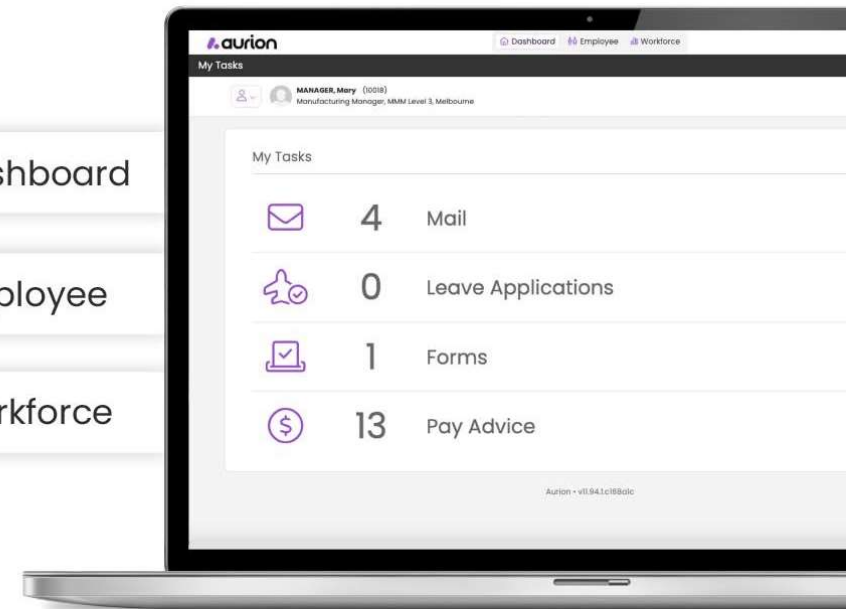 aurion
Dashboard Employee Workforce
My Tasks
MANAGER, Mary (10018)
Manufacturing Manager, MMM Level 3, Melbourne
My Tasks
4 Mail
0 Leave Applications
1 Forms
13 Pay Advice
shboard
ployee
rkforce